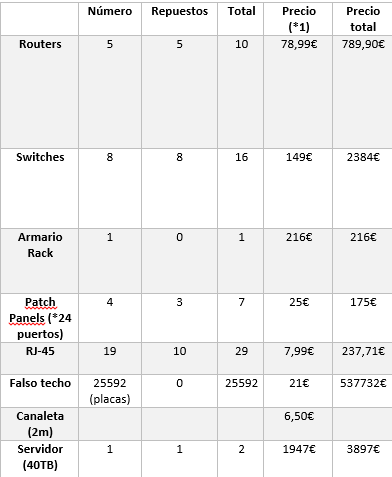 Número Repuestos Total Precio (*1) Precio total
Routers 5 5 10 78,99€ 789,90€
Switches 8 8 16 149€ 2384€
Armario Rack 1 0 1 216€ 216€
Patch Panels (*24 puertos) 4 3 7 25€ 175€
RJ-45 19 10 29 7,99€ 237,71€
Falso techo 25592 (placas) 0 25592 21€ 537732€
Canaleta (2m) 6,50€
Servidor (40TB) 1 1 2 1947€ 3897€